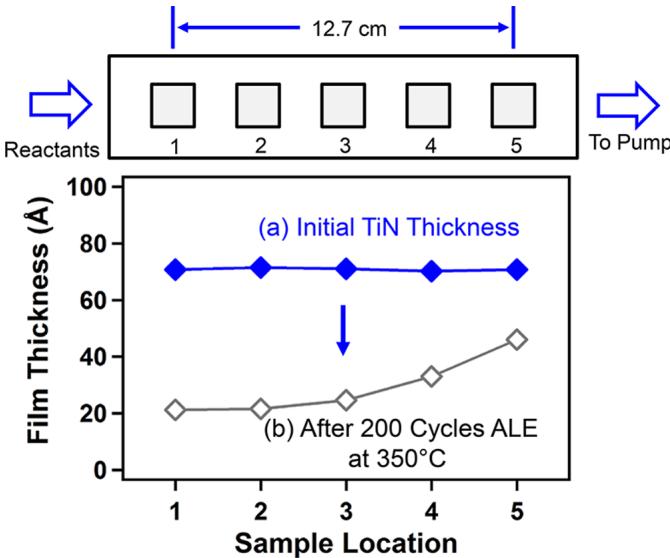 12.7 cm
Reactants
1 2 3 4 5
To Pump
Film Thickness (Å)
100
80
60
40
20
0
(a) Initial TiN Thickness
(b) After 200 Cycles ALE
at 350°C
1 2 3 4 5
Sample Location